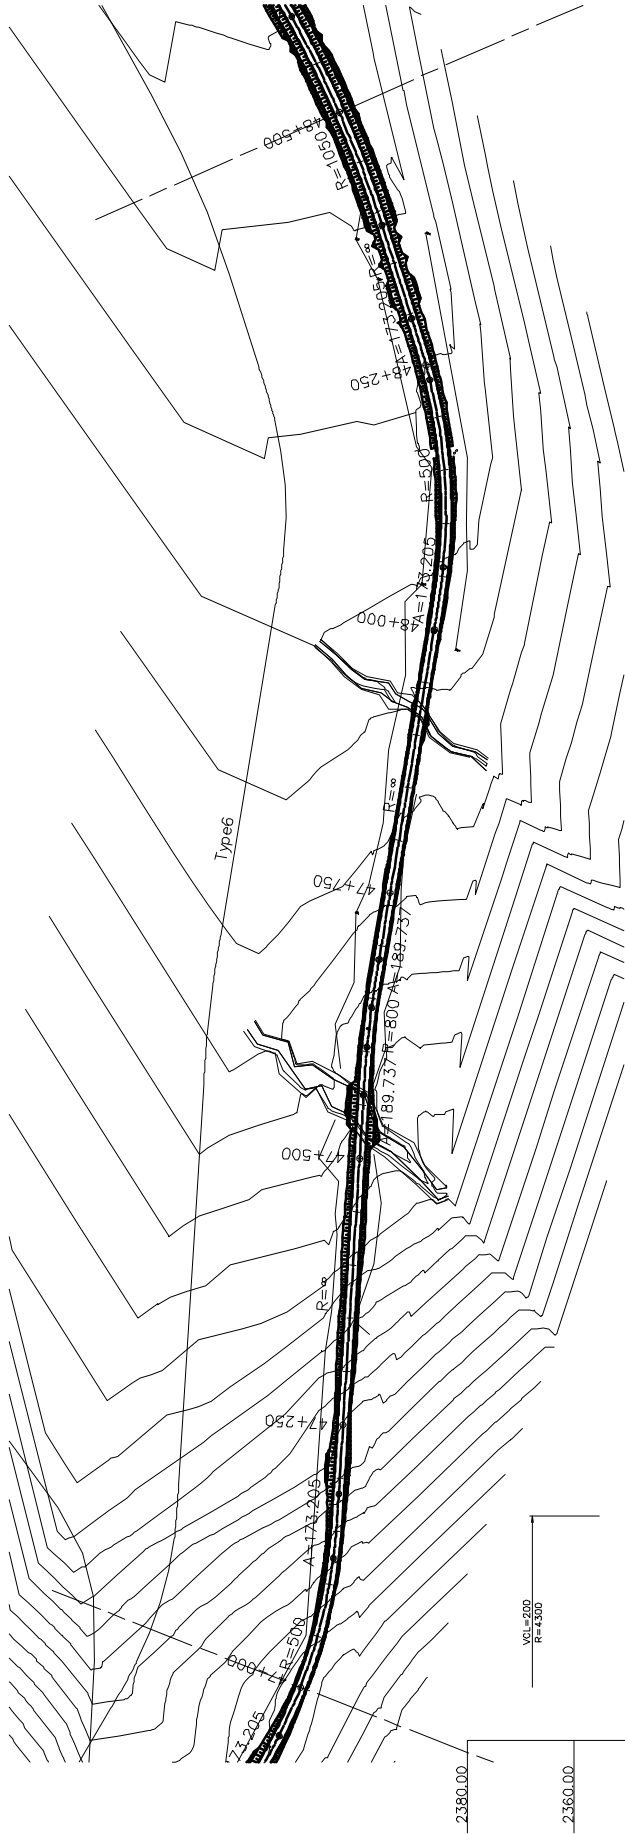 48+500
R=1050
R=∞
A=173.205
48+250
R=500
A=173.205
48+000
R=∞
Type6
47+750
A=189.737
R=800
A=189.737
47+500
R=∞
47+250
A=173.205
R=500
7+000
73.205
VCL=200
R=4300
2380.00
2360.00